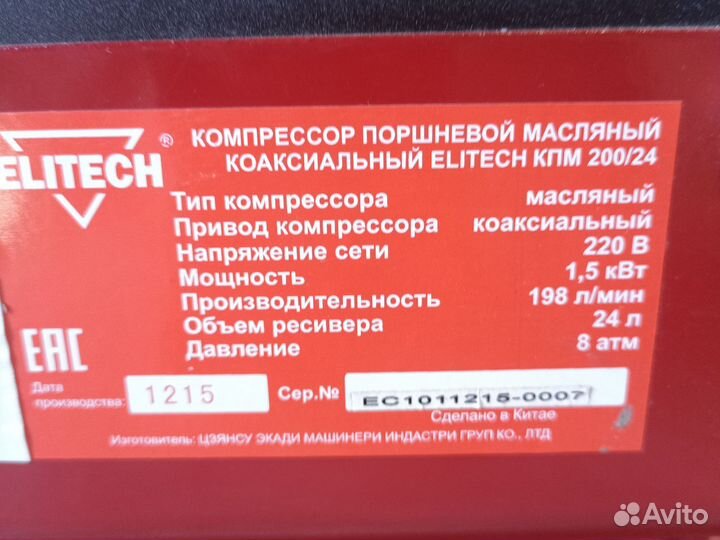 ELITECH ®
КОМПРЕССОР ПОРШНЕВОЙ МАСЛЯНЫЙ
КОАКСИАЛЬНЫЙ ELITECH КПМ 200/24
Тип компрессора масляный
Привод компрессора коаксиальный
Напряжение сети 220 В
Мощность 1,5 кВт
Производительность 198 л/мин
Объем ресивера 24 л
Давление 8 атм
EAC
Дата
производства: 1215 Сер.№ EC1011215-0007
Сделано в Китае
Изготовитель: ЦЗЯНСУ ЭКАДИ МАШИНЕРИ ИНДАСТРИ ГРУП КО., ЛТД
Avito